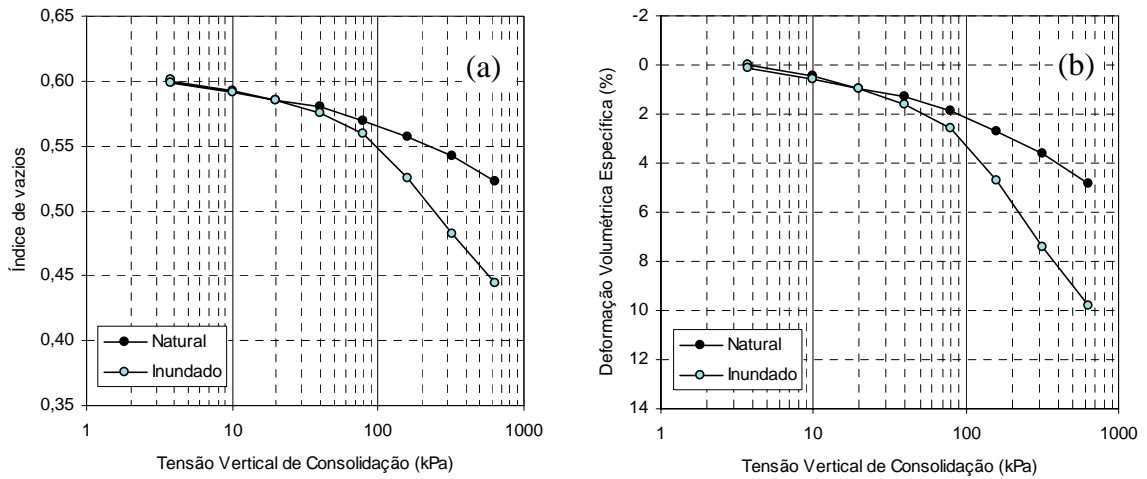 0,65
0,60
0,55
0,50
0,45
0,40
0,35
Índice de vazios
(a)
Natural
Inundado
1 10 100 1000
Tensão Vertical de Consolidação (kPa)
-2
0
2
4
6
8
10
12
14
Deformação Volumétrica Específica (%)
(b)
Natural
Inundado
1 10 100 1000
Tensão Vertical de Consolidação (kPa)